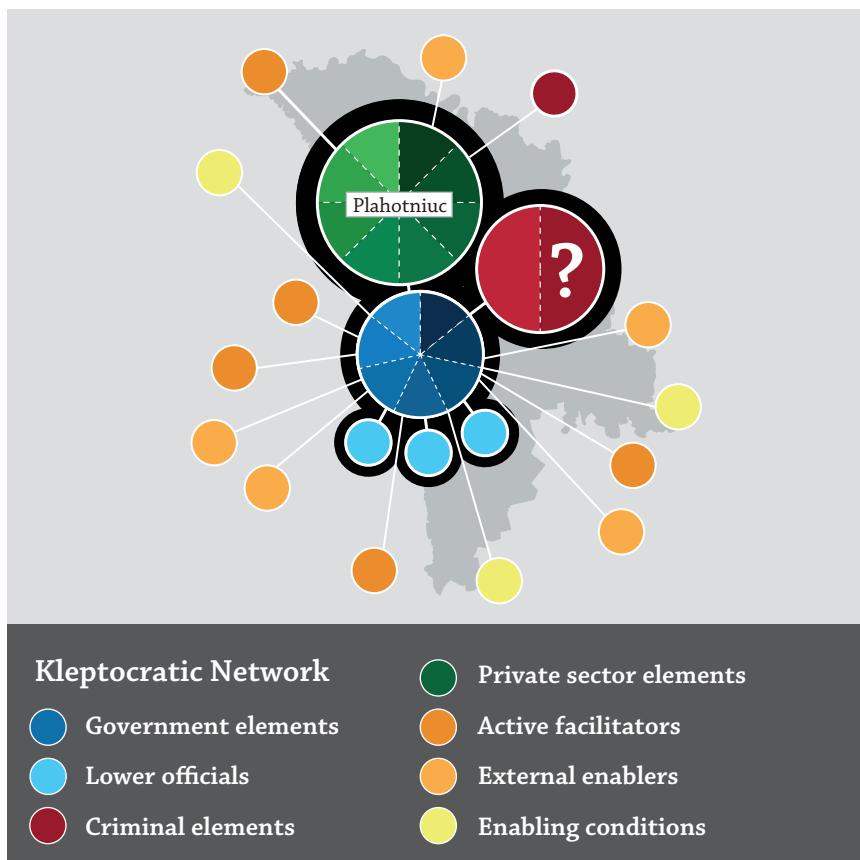 Plahotniuc
?
Kleptocratic Network
Government elements
Lower officials
Criminal elements
Private sector elements
Active facilitators
External enablers
Enabling conditions